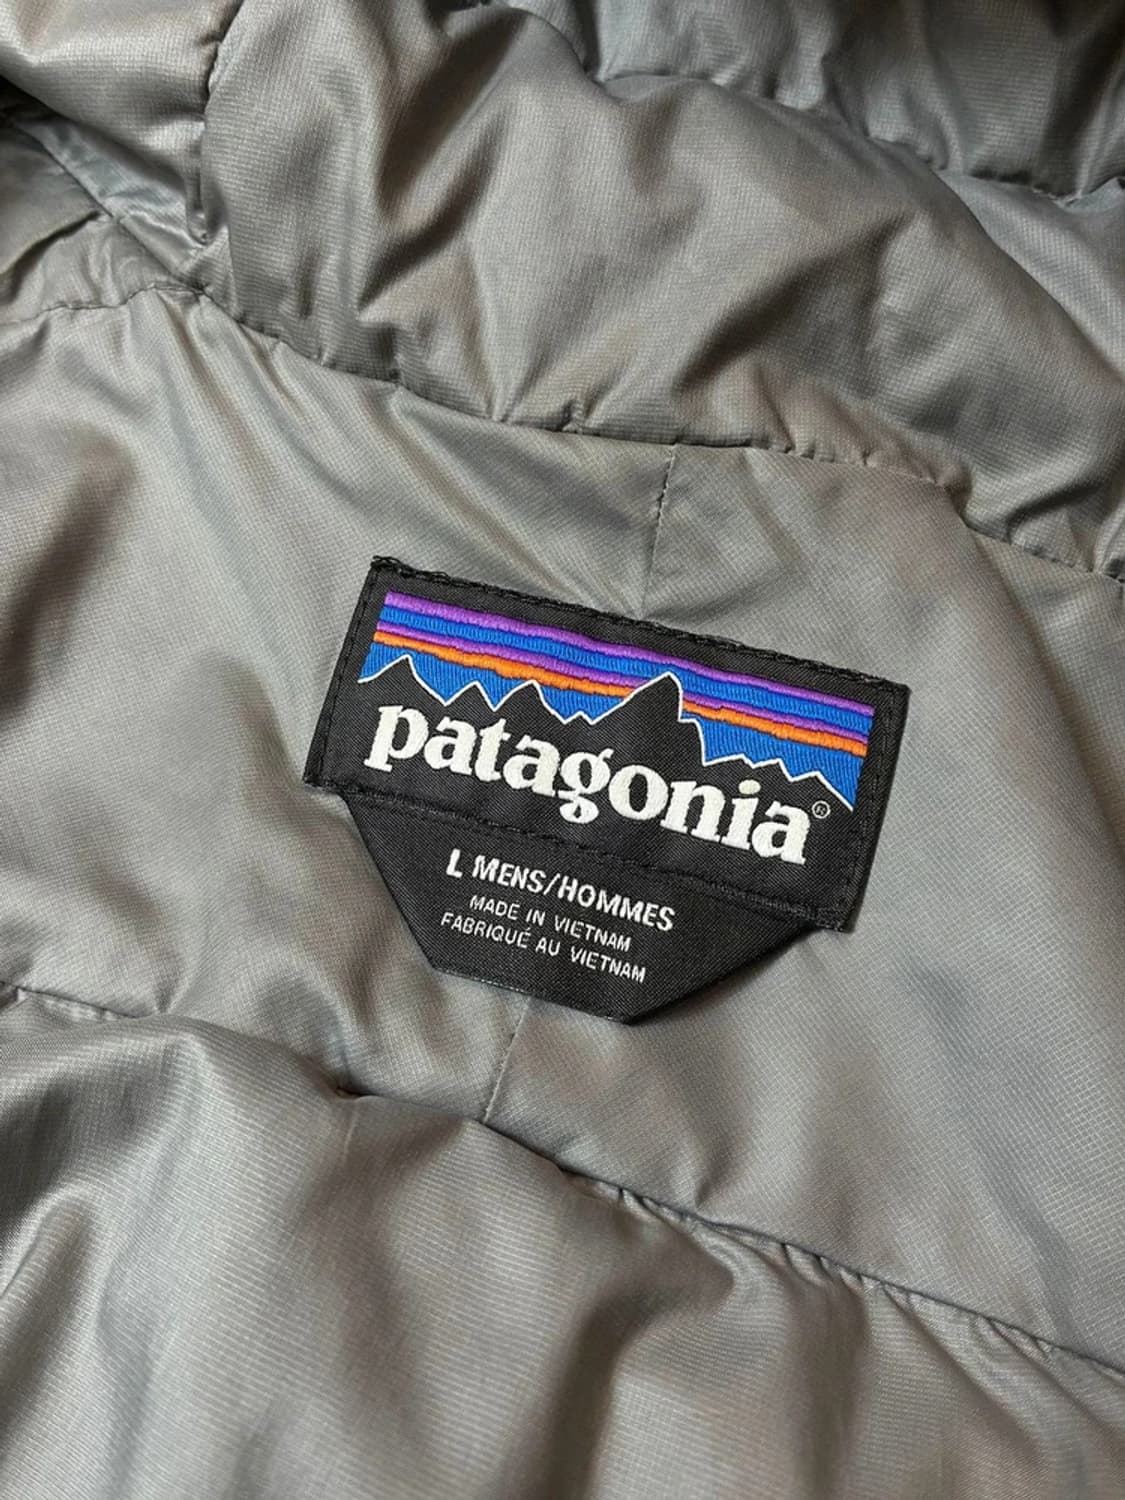 patagonia®
L MENS/HOMMES
MADE IN VIETNAM
FABRIQUÉ AU VIETNAM